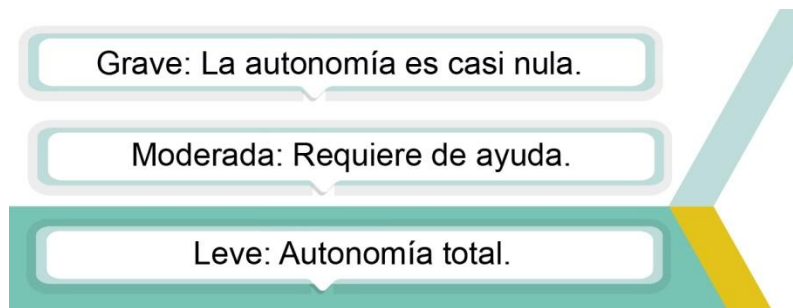 Grave: La autonomía es casi nula.
Moderada: Requiere de ayuda.
Leve: Autonomía total.